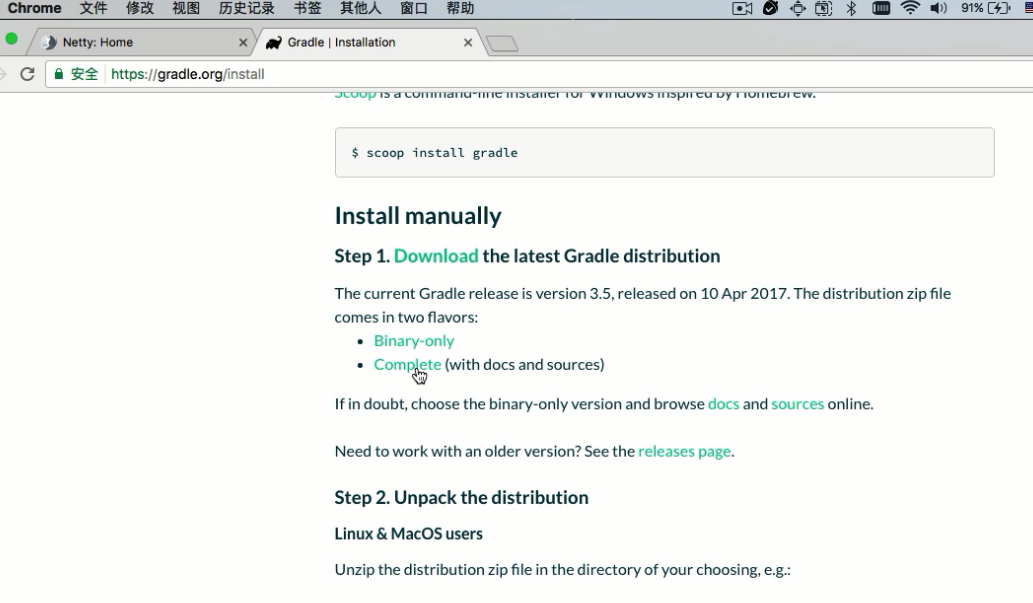 Chrome 文件 修改 视图 历史记录 书签 其他人 窗口 帮助 91%
Netty: Home
Gradle | Installation
安全 https://gradle.org/install
Scoop is a command-line installer for Windows inspired by Homebrew.
$ scoop install gradle
Install manually
Step 1. Download the latest Gradle distribution
The current Gradle release is version 3.5, released on 10 Apr 2017. The distribution zip file
comes in two flavors:
• Binary-only
• Complete (with docs and sources)
If in doubt, choose the binary-only version and browse docs and sources online.
Need to work with an older version? See the releases page.
Step 2. Unpack the distribution
Linux & MacOS users
Unzip the distribution zip file in the directory of your choosing, e.g.: